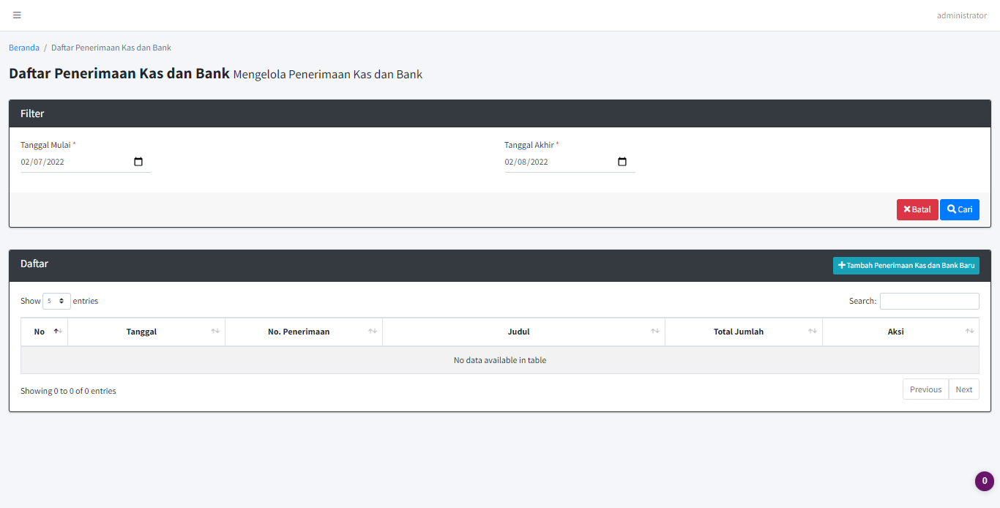 administrator
Beranda / Daftar Penerimaan Kas dan Bank
Daftar Penerimaan Kas dan Bank Mengelola Penerimaan Kas dan Bank
Filter
Tanggal Mulai * Tanggal Akhir *
02/07/2022 02/08/2022
Batal Cari
Daftar Tambah Penerimaan Kas dan Bank Baru
Show 5 entries Search:
No Tanggal No. Penerimaan Judul Total Jumlah Aksi
No data available in table
Showing 0 to 0 of 0 entries Previous Next
0